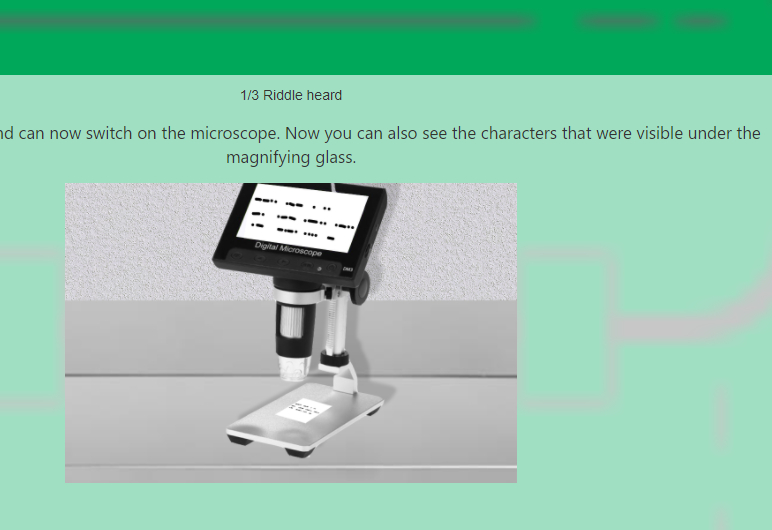 1/3 Riddle heard
nd can now switch on the microscope. Now you can also see the characters that were visible under the
magnifying glass.
Digital Microscope